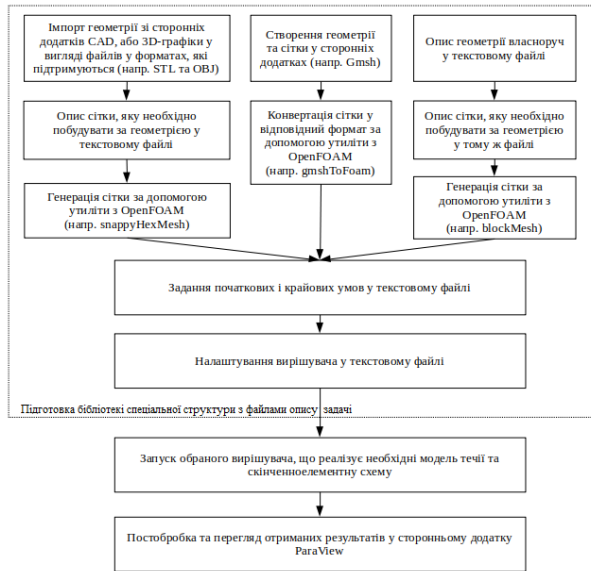 Імпорт геометрії зі сторонніх
додатків CAD, або 3D-графіки у
вигляді файлів у форматах, які
підтримуються (напр. STL та OBJ)
Створення геометрії
та сітки у сторонніх
додатках (напр. Gmsh)
Опис геометрії власноруч
у текстовому файлі
Опис сітки, яку необхідно
побудувати за геометрією у
текстовому файлі
Конвертація сітки у
відповідний формат за
допомогою утиліти з
OpenFOAM
(напр. gmshToFoam)
Опис сітки, яку необхідно
побудувати за геометрією
у тому ж файлі
Генерація сітки за допомогою
утиліти з OpenFOAM
(напр. snappyHexMesh)
Генерація сітки за
допомогою утиліти з
OpenFOAM
(напр. blockMesh)
Задання початкових і крайових умов у текстовому файлі
Налаштування вирішувача у текстовому файлі
Підготовка бібліотекі спеціальної структури з файлами опису задачі
Запуск обраного вирішувача, що реалізує необхідні модель течії та
скінченноелементну схему
Постобробка та перегляд отриманих результатів у сторонньому додатку
ParaView